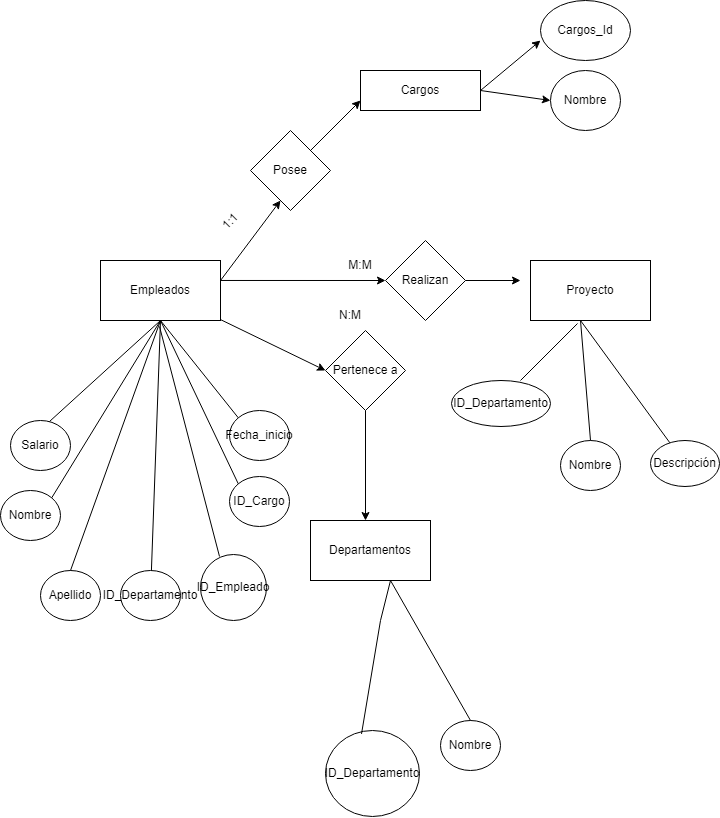 Cargos_Id
Cargos
Nombre
Posee
1:1
M:M
Empleados
Realizan
Proyecto
N:M
Pertenece a
ID_Departamento
Salario
Fecha_inicio
Nombre
Descripción
ID_Cargo
Nombre
Departamentos
Apellido
ID_Departamento
ID_Empleado
Nombre
ID_Departamento